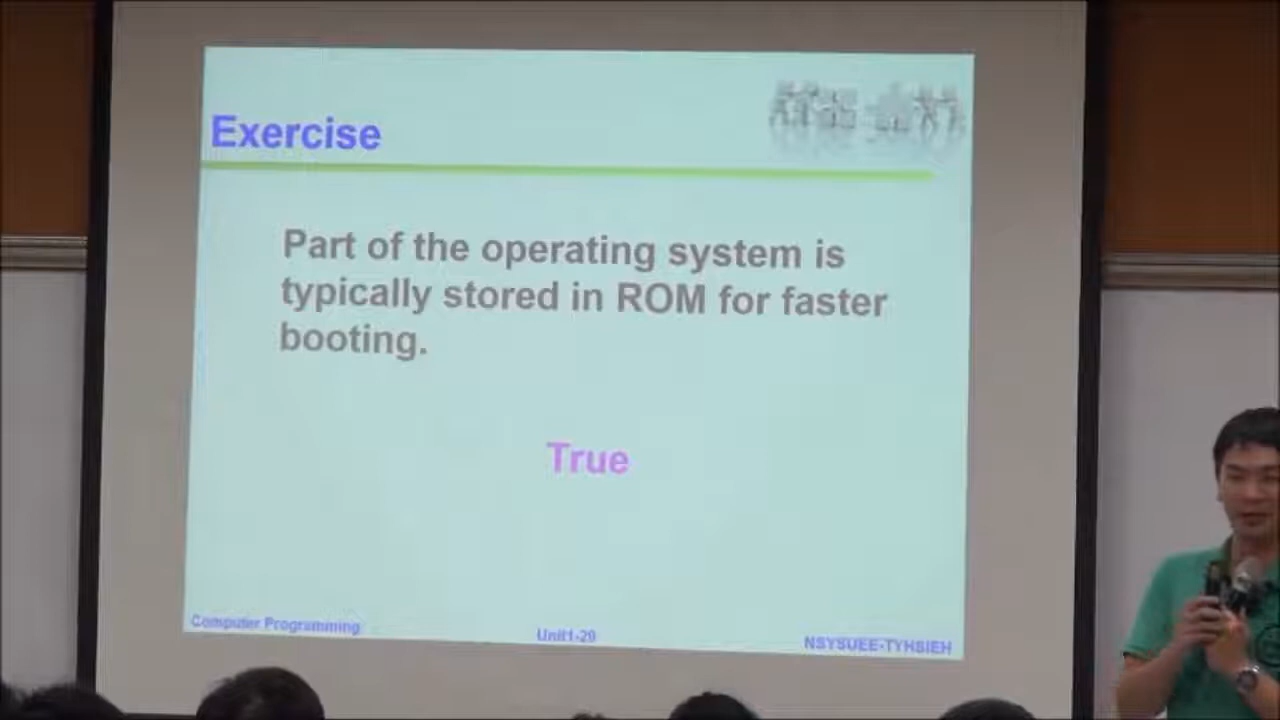 Exercise
Part of the operating system is
typically stored in ROM for faster
booting.
True
Computer Programming
Unit1-29
NSYSUEE-TYHSIEH